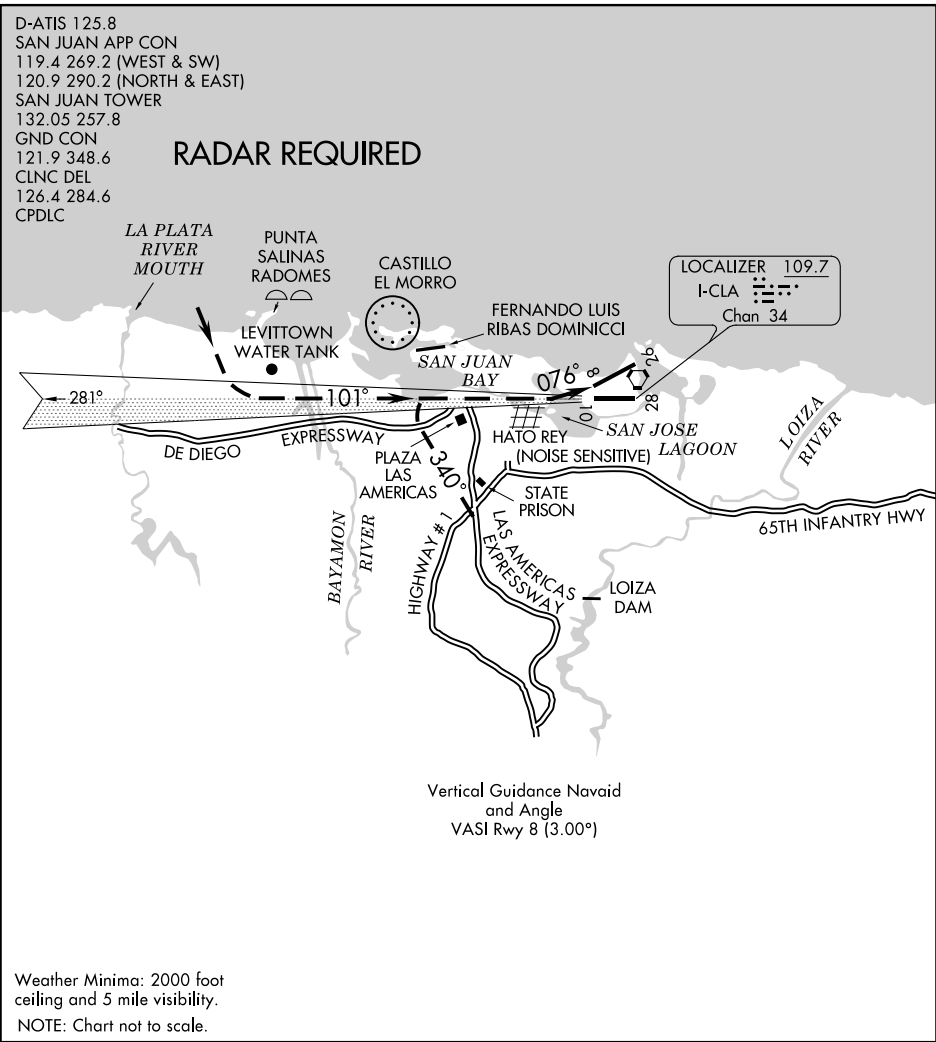 D-ATIS 125.8
SAN JUAN APP CON
119.4 269.2 (WEST & SW)
120.9 290.2 (NORTH & EAST)
SAN JUAN TOWER
132.05 257.8
GND CON
121.9 348.6
CLNC DEL
126.4 284.6
CPDLC
RADAR REQUIRED
LA PLATA
RIVER
MOUTH
PUNTA
SALINAS
RADOMES
CASTILLO
EL MORRO
LOCALIZER 109.7
I-CLA
Chan 34
FERNANDO LUIS
RIBAS DOMINICCI
LEVITTOWN
WATER TANK
SAN JUAN
BAY
076°
8
26
281°
101°
10
28
DE DIEGO
EXPRESSWAY
PLAZA
LAS
AMERICAS
340°
HATO REY
(NOISE SENSITIVE)
SAN JOSE
LAGOON
LOIZA
RIVER
STATE
PRISON
65TH INFANTRY HWY
BAYAMON
RIVER
HIGHWAY # 1
LAS AMERICAS
EXPRESSWAY
LOIZA
DAM
Vertical Guidance Navaid
and Angle
VASI Rwy 8 (3.00°)
Weather Minima: 2000 foot
ceiling and 5 mile visibility.
NOTE: Chart not to scale.